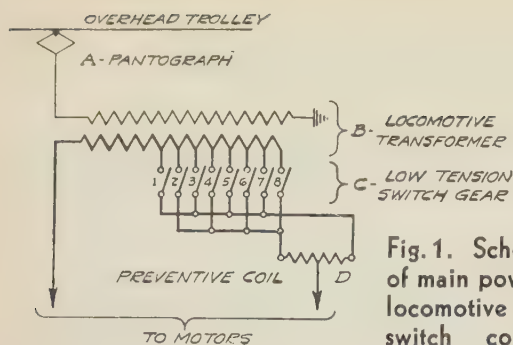 OVERHEAD TROLLEY
A-PANTOGRAPH
B- LOCOMOTIVE
TRANSFORMER
1 2 3 4 5 6 7 8
C- LOW TENSION
SWITCH GEAR
PREVENTIVE COIL
D
TO MOTORS
Fig. 1. Sch
of main pow
locomotive
switch co